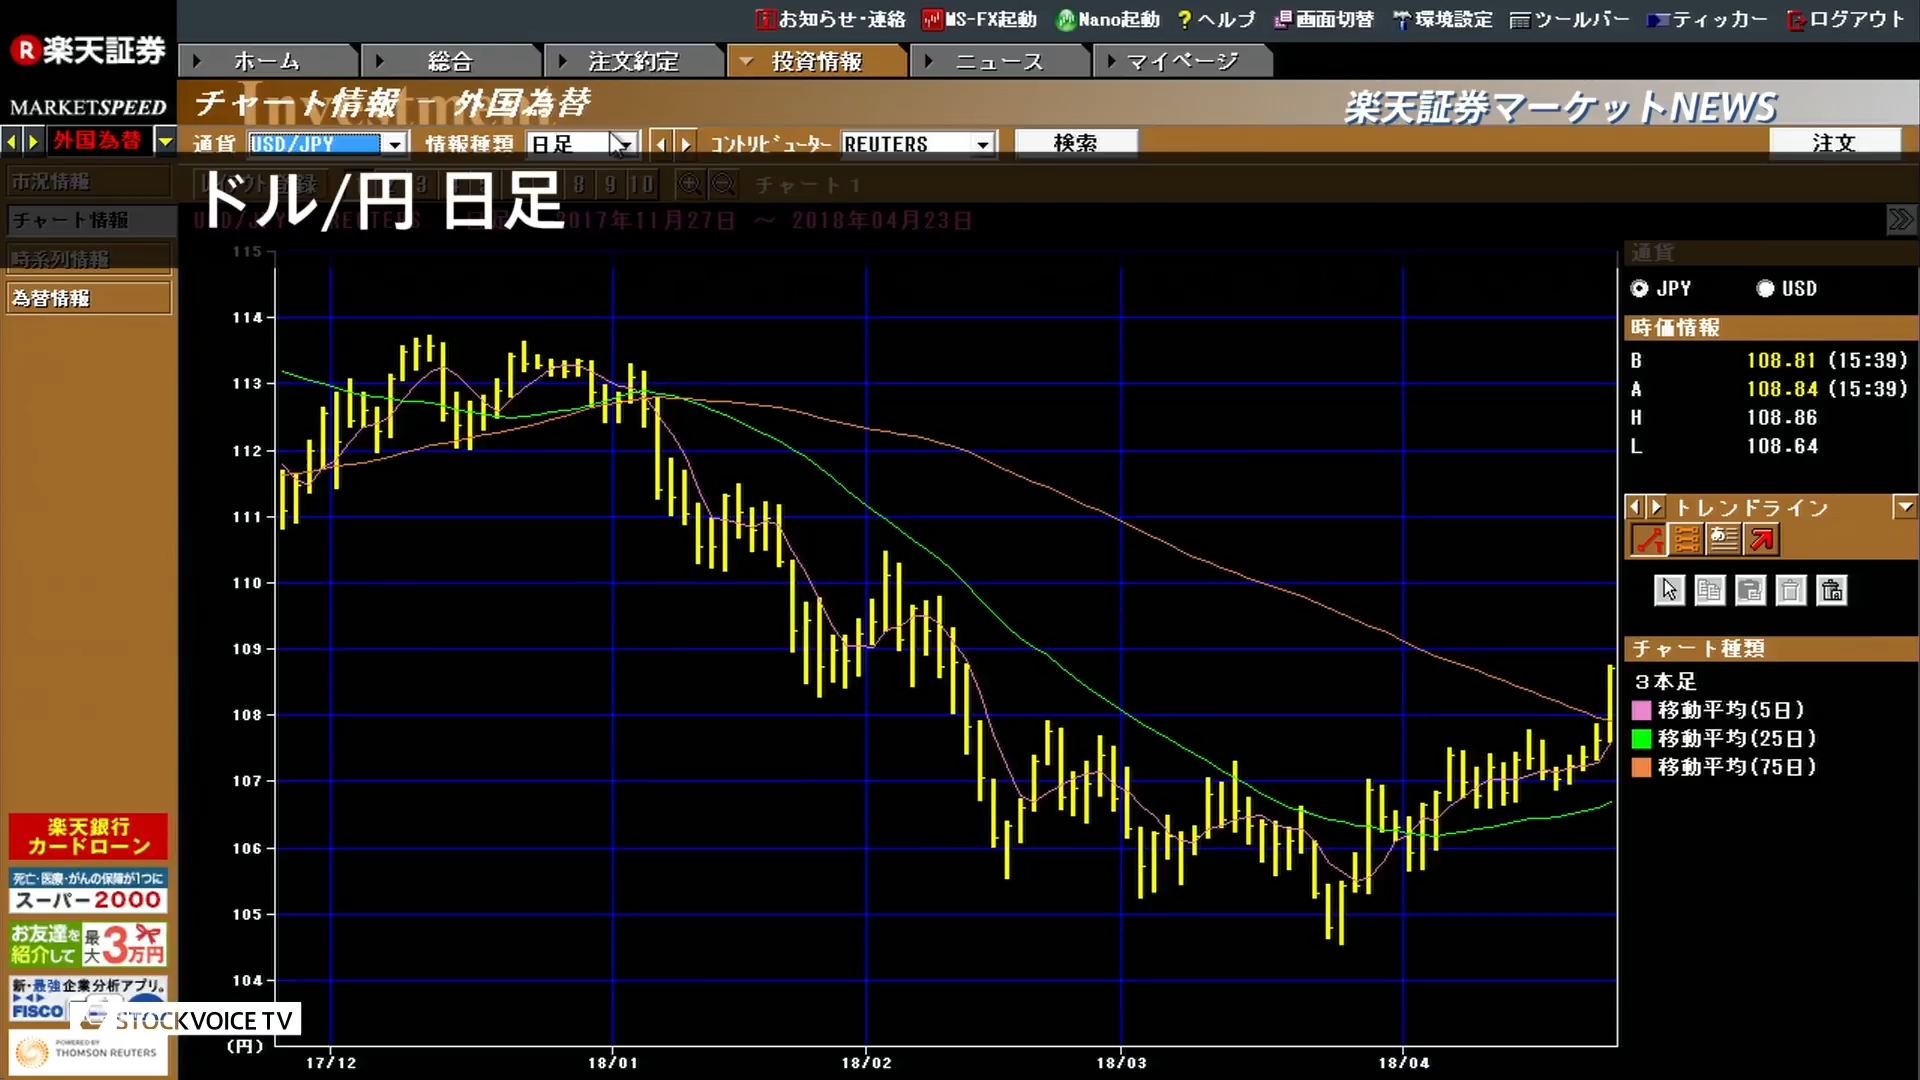 お知らせ・連絡 MS-FX起動 Nano起動 ?ヘルプ 画面切替 環境設定 ツールバー ティッカー ログアウト
R楽天証券
ホーム 総合 注文約定 投資情報 ニュース マイページ
MARKETSPEED
Investment
チャート情報 - 外国為替
楽天証券マーケットNEWS
外国為替 通貨 USD/JPY 情報種類 日足 コントリビューター REUTERS 検索 注文
市況情報
3 8 9 10 チャート1
ドル/円 日足
チャート情報
2017年11月27日 ～ 2018年04月23日
時系列情報
為替情報
通貨
JPY USD
時価情報
B 108.81 (15:39)
A 108.84 (15:39)
H 108.86
L 108.64
トレンドライン
あ
チャート種類
3本足
移動平均(5日)
移動平均(25日)
移動平均(75日)
115
114
113
112
111
110
109
108
107
106
105
104
(円)
17/12 18/01 18/02 18/03 18/04
楽天銀行
カードローン
死亡・医療・がんの保障が1つに
スーパー2000
お友達を
紹介して
最大3万円
新・最強企業分析アプリ。
FISCO
STOCKVOICE TV
POWERED BY
THOMSON REUTERS